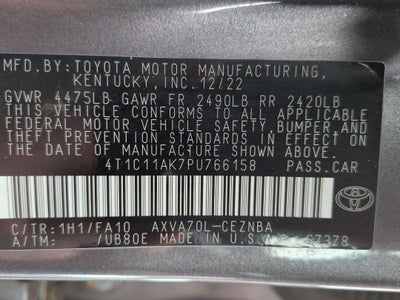 MFD.BY:TOYOTA MOTOR MANUFACTURING,
KENTUCKY,INC.12/22
GVWR 4475LB GAWR FR 2490LB RR 2420LB
THIS VEHICLE CONFORMS TO ALL APPLICABLE
FEDERAL MOTOR VEHICLE SAFETY,BUMPER,AND
THEFT PREVENTION STANDARDS IN EFFECT ON
THE DATE OF MANUFACTURE SHOWN ABOVE.
4T1C11AK7PU766158 PASS.CAR
C/TR:1H1/FA10 AXVA70L-CEZNBA
A/TM: /UB80E MADE IN U.S.A. 67378
TOYOTA